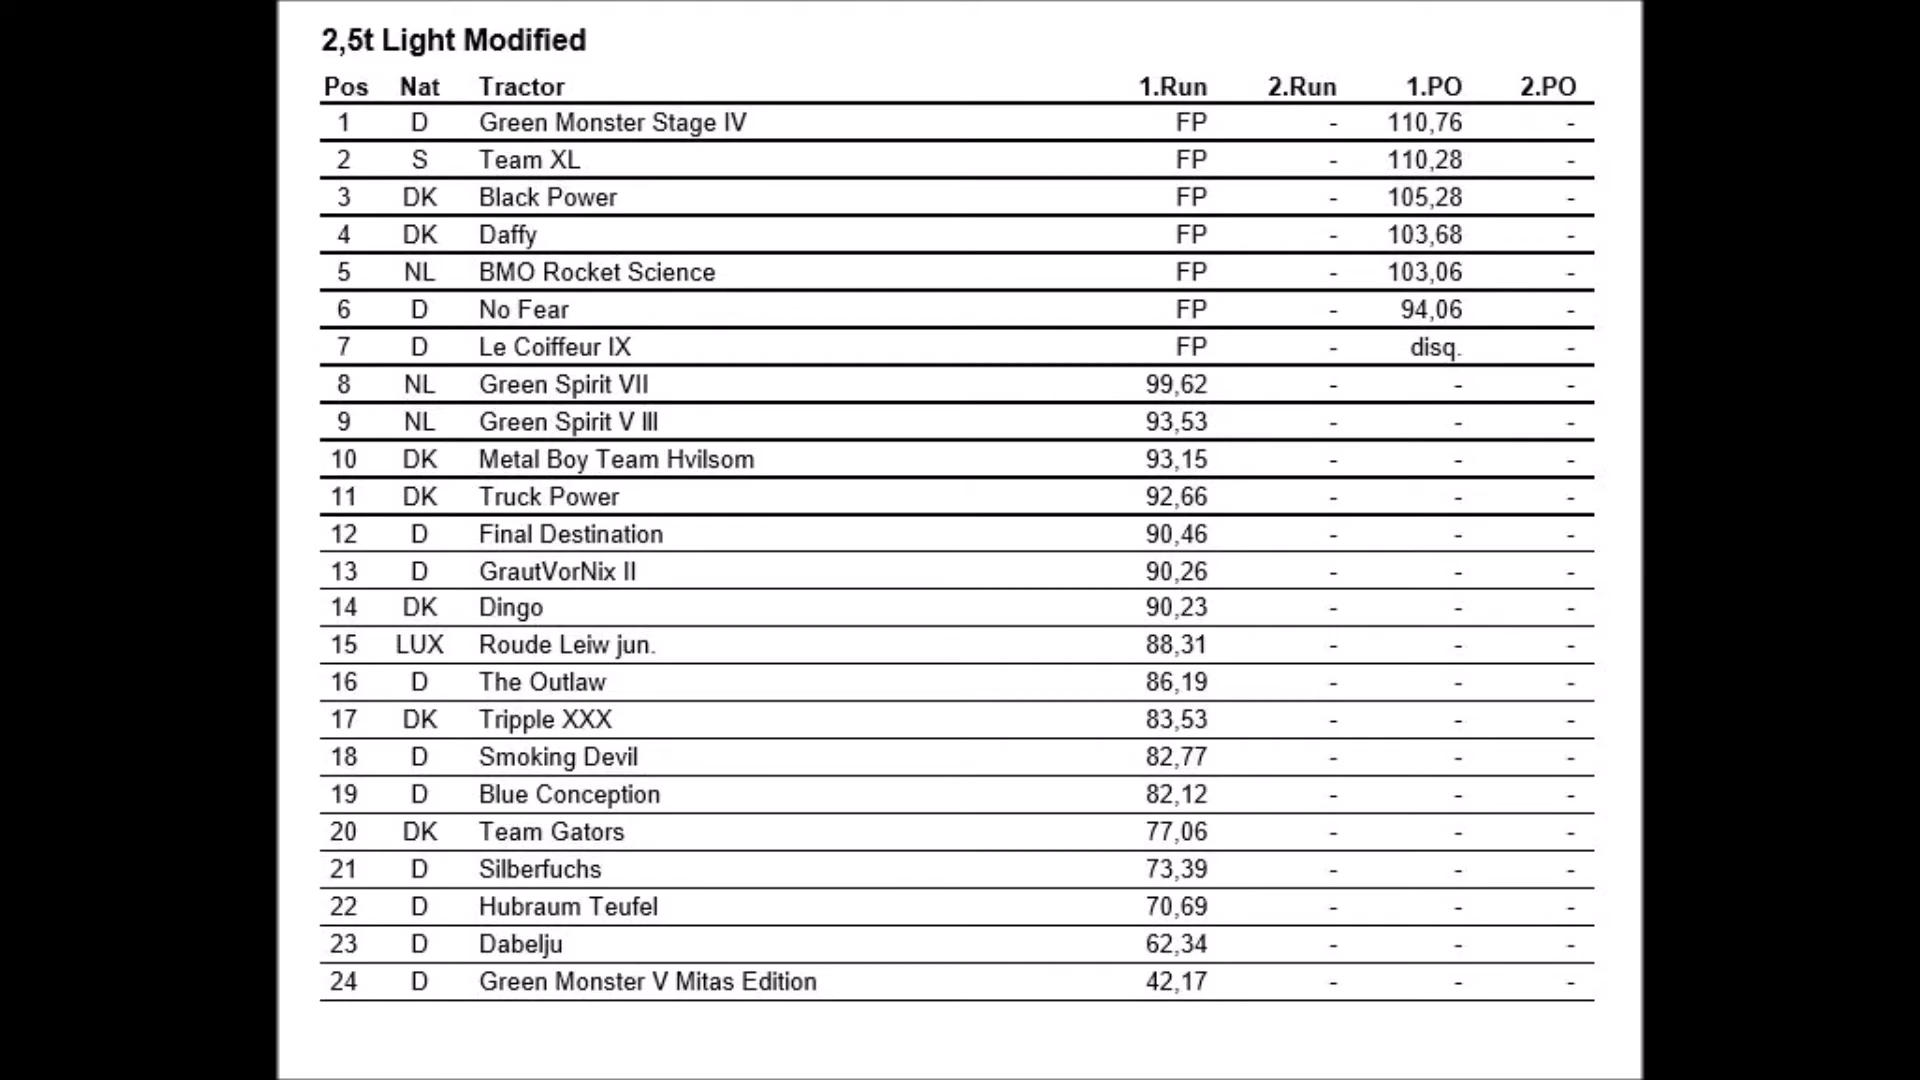 2,5t Light Modified
Pos Nat Tractor 1.Run 2.Run 1.PO 2.PO
1 D Green Monster Stage IV FP - 110,76 -
2 S Team XL FP - 110,28 -
3 DK Black Power FP - 105,28 -
4 DK Daffy FP - 103,68 -
5 NL BMO Rocket Science FP - 103,06 -
6 D No Fear FP - 94,06 -
7 D Le Coiffeur IX FP - disq. -
8 NL Green Spirit VII 99,62 - - -
9 NL Green Spirit V III 93,53 - - -
10 DK Metal Boy Team Hvilsom 93,15 - - -
11 DK Truck Power 92,66 - - -
12 D Final Destination 90,46 - - -
13 D GrautVorNix II 90,26 - - -
14 DK Dingo 90,23 - - -
15 LUX Roude Leiw jun. 88,31 - - -
16 D The Outlaw 86,19 - - -
17 DK Tripple XXX 83,53 - - -
18 D Smoking Devil 82,77 - - -
19 D Blue Conception 82,12 - - -
20 DK Team Gators 77,06 - - -
21 D Silberfuchs 73,39 - - -
22 D Hubraum Teufel 70,69 - - -
23 D Dabelju 62,34 - - -
24 D Green Monster V Mitas Edition 42,17 - - -